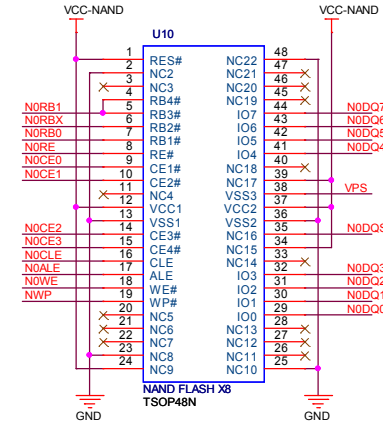 VCC-NAND VCC-NAND
U10
1 RES# NC22 48
2 NC2 NC21 47
3 NC3 NC20 46
4 RB4# NC19 45
N0RB1 5 RB3# IO7 44 N0DQ7
N0RBX 6 RB2# IO6 43 N0DQ6
N0RB0 7 RB1# IO5 42 N0DQ5
N0RE 8 RE# IO4 41 N0DQ4
N0CE0 9 CE1# NC18 40
N0CE1 10 CE2# NC17 39
11 NC4 VSS3 38 VPS
12 VCC1 VCC2 37
13 VSS1 VSS2 36
N0CE2 14 CE3# NC16 35 N0DQS
N0CE3 15 CE4# NC15 34
N0CLE 16 CLE NC14 33
N0ALE 17 ALE IO3 32 N0DQ3
N0WE 18 WE# IO2 31 N0DQ2
NWP 19 WP# IO1 30 N0DQ1
20 NC5 IO0 29 N0DQ0
21 NC6 NC13 28
22 NC7 NC12 27
23 NC8 NC11 26
24 NC9 NC10 25
NAND FLASH X8
TSOP48N
GND GND